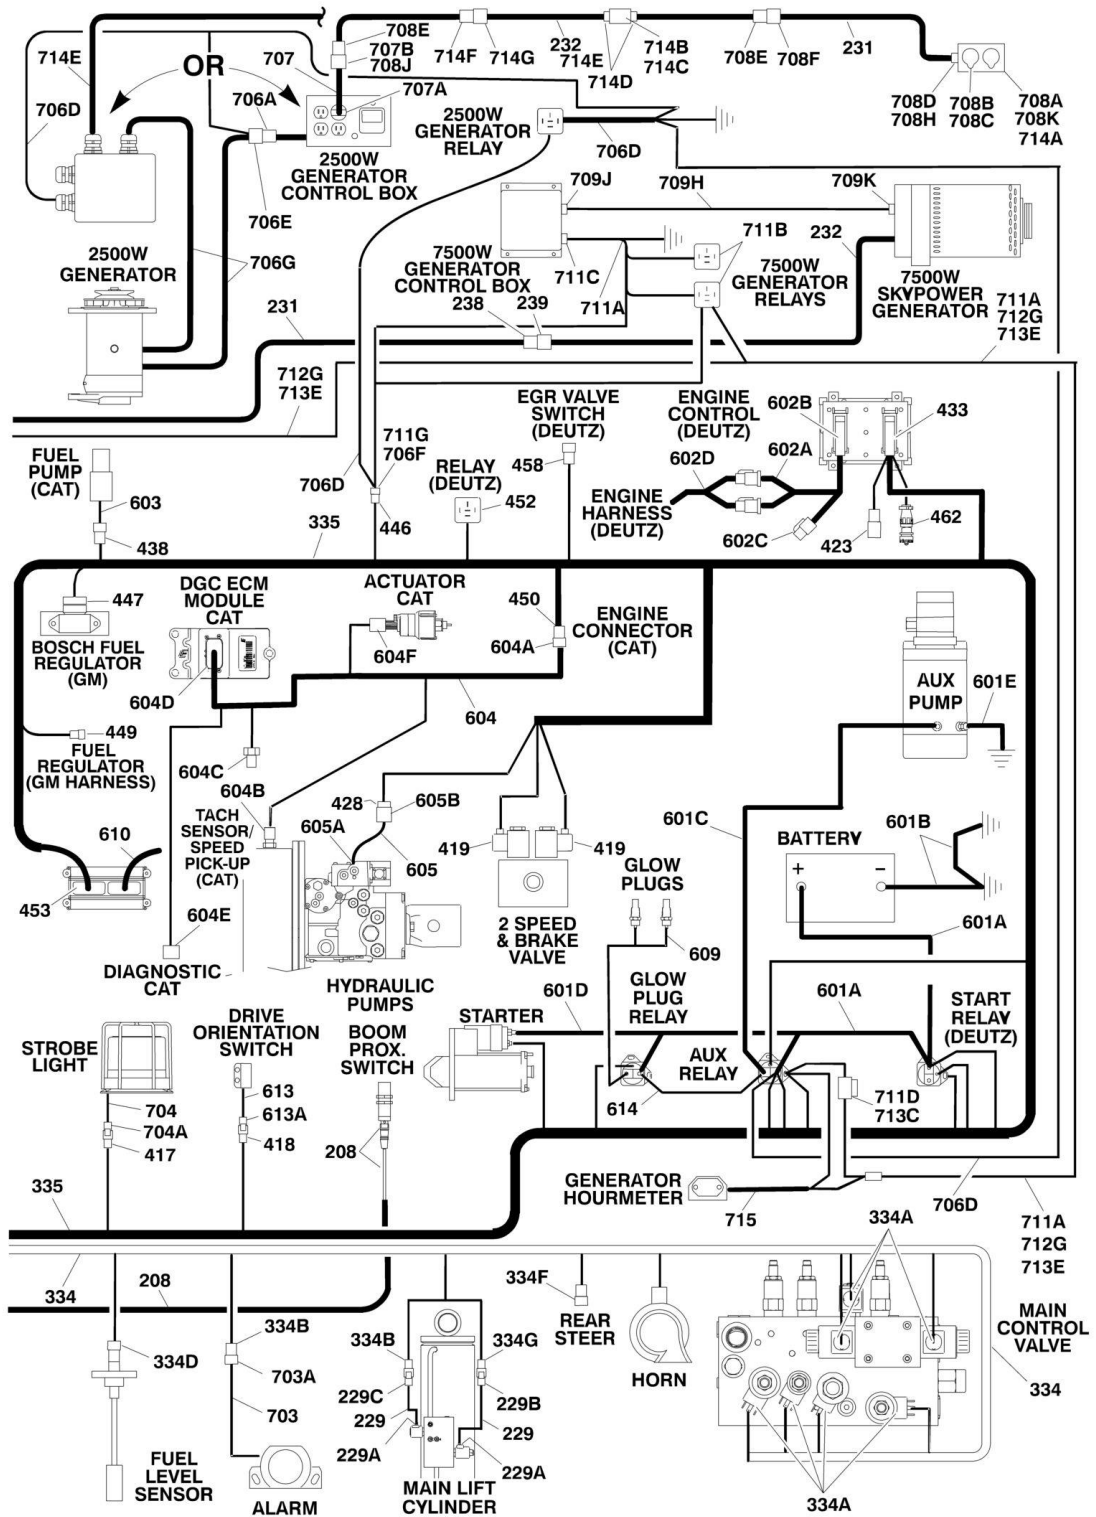 714E
706D
OR
707
706A
708E
707B
708J
707A
714F
714G
232
714E
714D
714B
714C
708E
708F
231
708D
708H
708B
708C
708A
708K
714A
2500W
GENERATOR
RELAY
706D
2500W
GENERATOR
CONTROL BOX
706E
709J
709H
709K
232
2500W
GENERATOR
706G
7500W
GENERATOR
CONTROL BOX
711C
711A
711B
7500W
GENERATOR
RELAYS
7500W
SKYPOWER
GENERATOR
711A
712G
713E
231
238
239
712G
713E
EGR VALVE
SWITCH
(DEUTZ)
ENGINE
CONTROL
(DEUTZ)
602B
433
FUEL
PUMP
(CAT)
603
438
335
706D
711G
706F
446
RELAY
(DEUTZ)
452
458
602D
602A
ENGINE
HARNESS
(DEUTZ)
602C
423
462
447
BOSCH FUEL
REGULATOR
(GM)
DGC ECM
MODULE
CAT
604D
ACTUATOR
CAT
604F
450
604A
ENGINE
CONNECTOR
(CAT)
AUX
PUMP
601E
449
FUEL
REGULATOR
(GM HARNESS)
604C
604
604B
TACH
SENSOR/
SPEED
PICK-UP
(CAT)
428
605B
605A
605
419
419
601C
BATTERY
+
-
601B
601A
610
453
604E
DIAGNOSTIC
CAT
HYDRAULIC
PUMPS
2 SPEED
& BRAKE
VALVE
GLOW
PLUGS
609
GLOW
PLUG
RELAY
STROBE
LIGHT
DRIVE
ORIENTATION
SWITCH
BOOM
PROX.
SWITCH
STARTER
601D
601A
START
RELAY
(DEUTZ)
AUX
RELAY
614
711D
713C
704
704A
417
613
613A
418
208
335
GENERATOR
HOURMETER
715
706D
711A
712G
713E
334
208
334F
REAR
STEER
HORN
334A
MAIN
CONTROL
VALVE
334
334D
334B
703A
703
334B
334G
229C
229B
229
229
229A
229A
FUEL
LEVEL
SENSOR
ALARM
MAIN LIFT
CYLINDER
334A